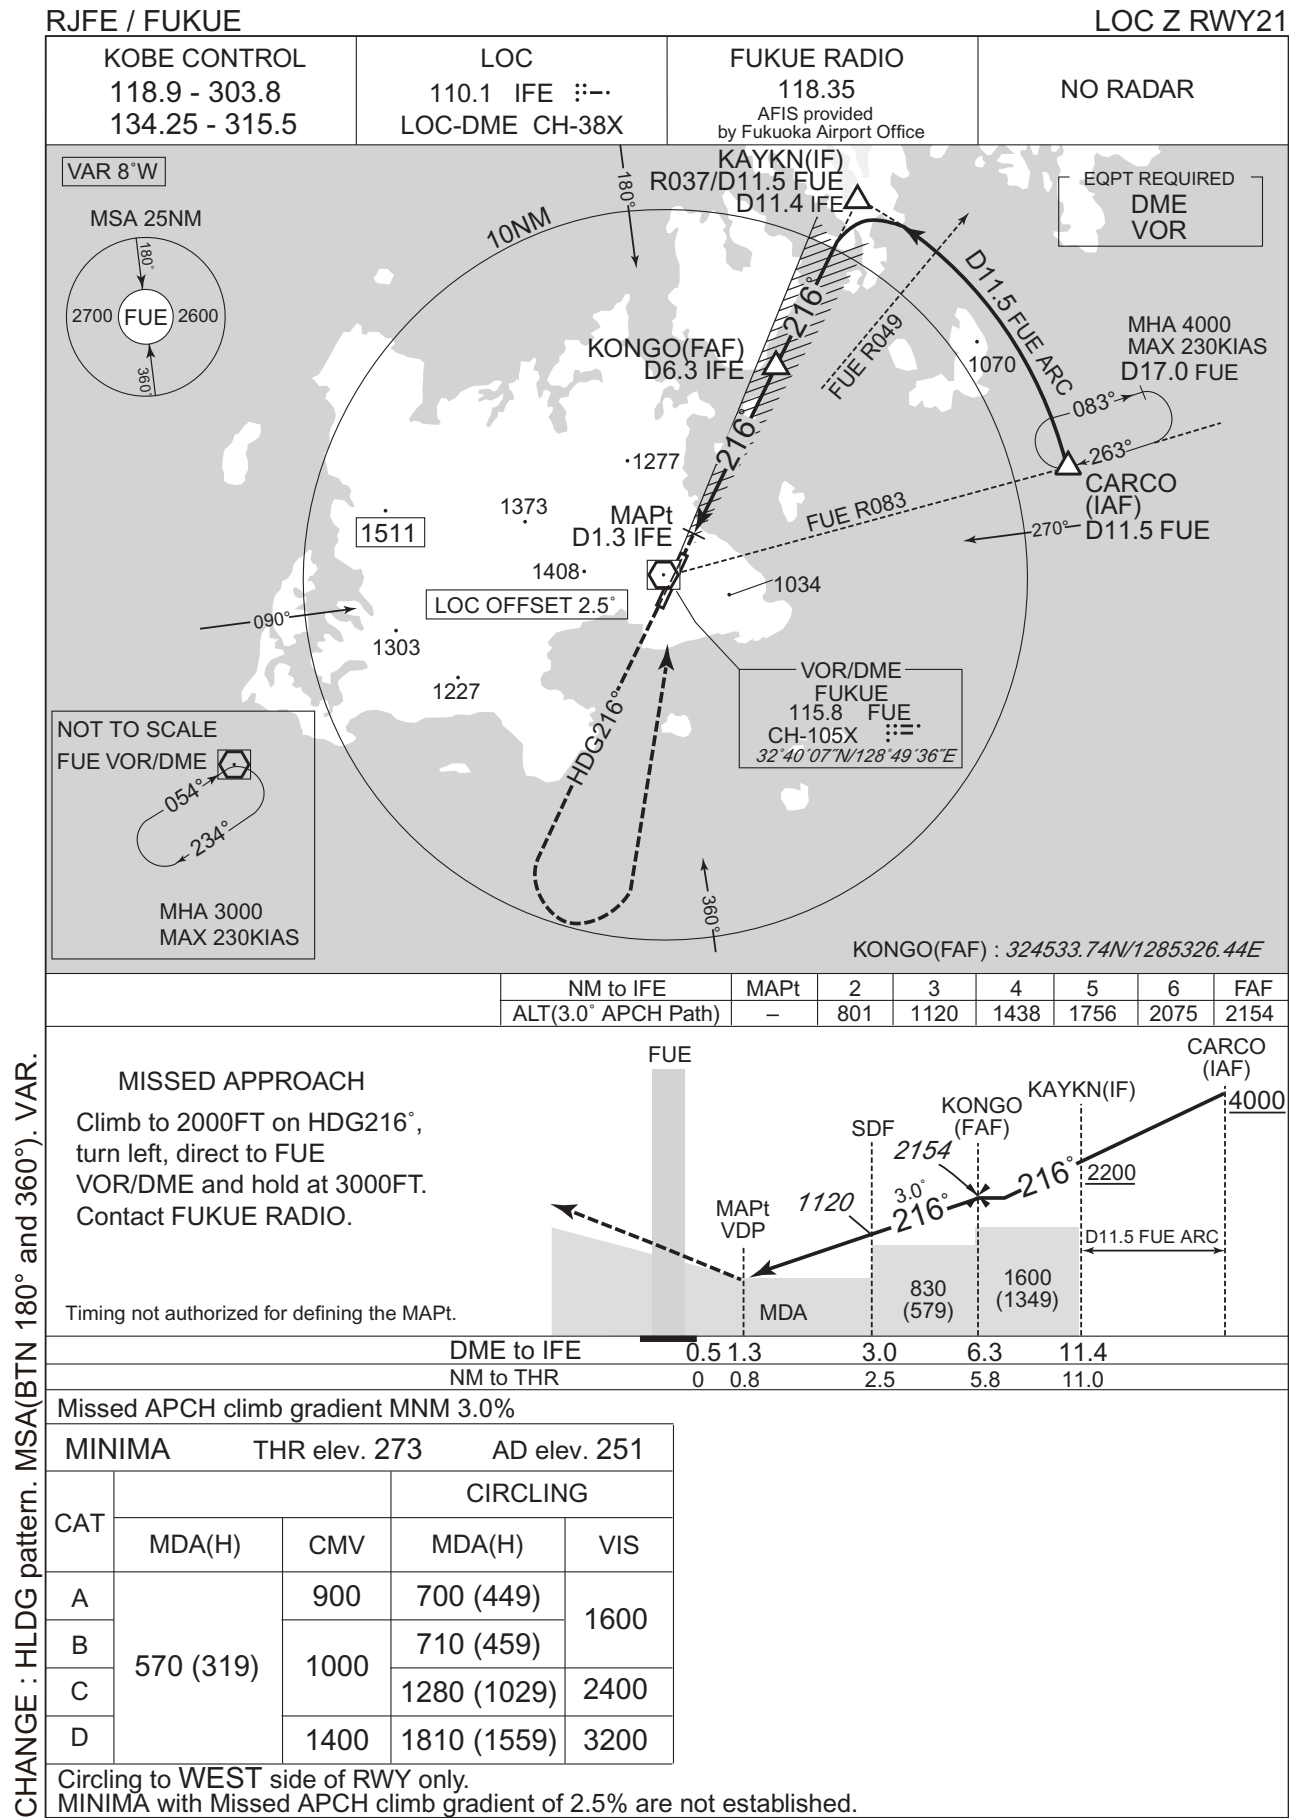 RJFE / FUKUE
LOC Z RWY21
KOBE CONTROL
118.9 - 303.8
134.25 - 315.5
LOC
110.1 IFE
LOC-DME CH-38X
FUKUE RADIO
118.35
AFIS provided
by Fukuoka Airport Office
NO RADAR
VAR 8°W
MSA 25NM
180°
2700
FUE
2600
360°
10NM
180°
KAYKN(IF)
R037/D11.5 FUE
D11.4 IFE
EQPT REQUIRED
DME
VOR
216°
D11.5 FUE ARC
FUE R049
KONGO(FAF)
D6.3 IFE
1070
MHA 4000
MAX 230KIAS
D17.0 FUE
083°
263°
CARCO
(IAF)
D11.5 FUE
270°
216°
1277
1373
1511
MAPt
D1.3 IFE
FUE R083
1408
LOC OFFSET 2.5°
1034
090°
1303
1227
HDG216°
VOR/DME
FUKUE
115.8 FUE
CH-105X
32°40´07˝N/128°49´36˝E
NOT TO SCALE
FUE VOR/DME
054°
234°
MHA 3000
MAX 230KIAS
360°
KONGO(FAF) : 324533.74N/1285326.44E
NM to IFE MAPt 2 3 4 5 6 FAF
ALT(3.0° APCH Path) – 801 1120 1438 1756 2075 2154
MISSED APPROACH
Climb to 2000FT on HDG216°,
turn left, direct to FUE
VOR/DME and hold at 3000FT.
Contact FUKUE RADIO.
Timing not authorized for defining the MAPt.
FUE
MAPt
VDP
1120
SDF
2154
KONGO
(FAF)
KAYKN(IF)
CARCO
(IAF)
4000
2200
3.0°
216°
216°
D11.5 FUE ARC
MDA
830
(579)
1600
(1349)
DME to IFE 0.5 1.3 3.0 6.3 11.4
NM to THR 0 0.8 2.5 5.8 11.0
Missed APCH climb gradient MNM 3.0%
MINIMA THR elev. 273 AD elev. 251
CAT
CIRCLING
MDA(H) CMV MDA(H) VIS
A 570 (319) 900 700 (449) 1600
B 1000 710 (459)
C 1280 (1029) 2400
D 1400 1810 (1559) 3200
Circling to WEST side of RWY only.
MINIMA with Missed APCH climb gradient of 2.5% are not established.
CHANGE : HLDG pattern. MSA(BTN 180° and 360°). VAR.